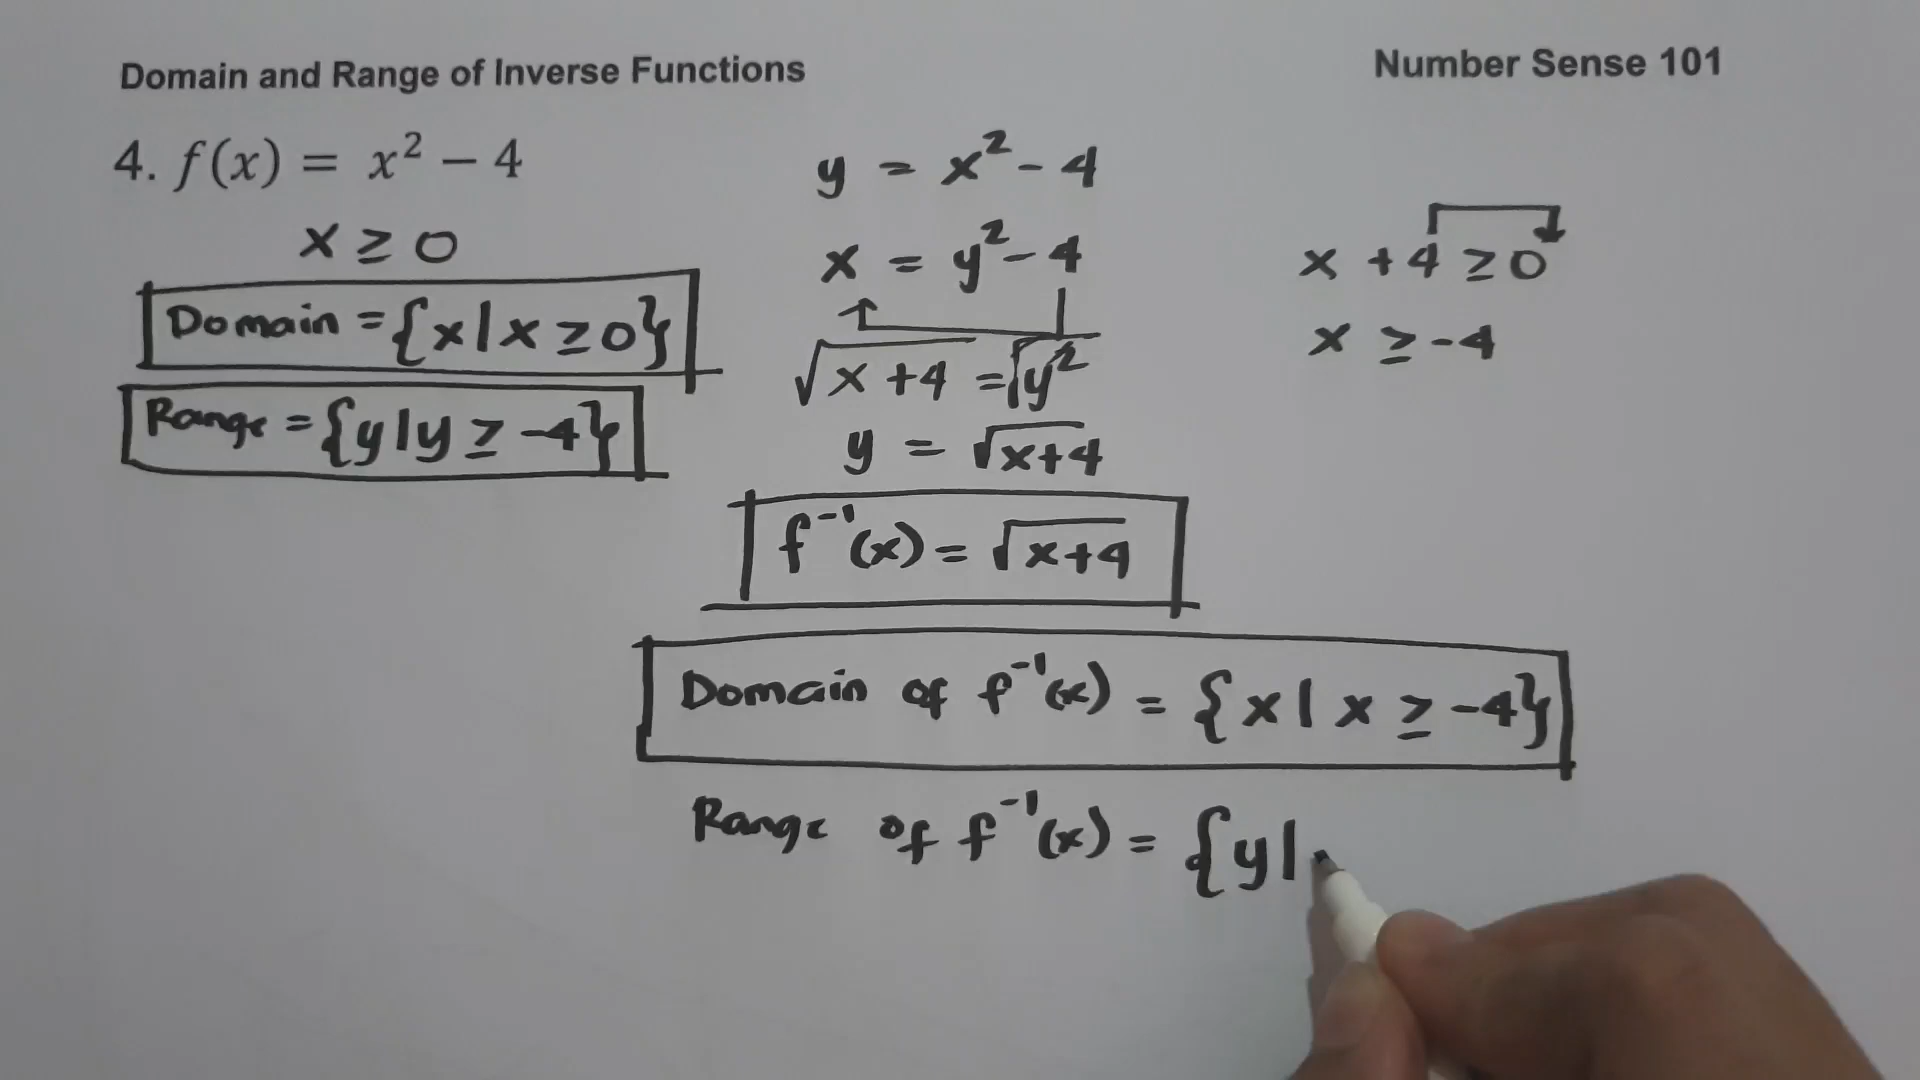 Domain and Range of Inverse Functions
Number Sense 101
4. f(x) = x² − 4
x ≥ 0
Domain = {x | x ≥ 0}
Range = {y | y ≥ -4}
y = x² - 4
x = y² - 4
√x+4 = √y²
y = √x+4
f⁻¹(x) = √x+4
x + 4 ≥ 0
x ≥ -4
Domain of f⁻¹(x) = {x | x ≥ -4}
Range of f⁻¹(x) = {y |